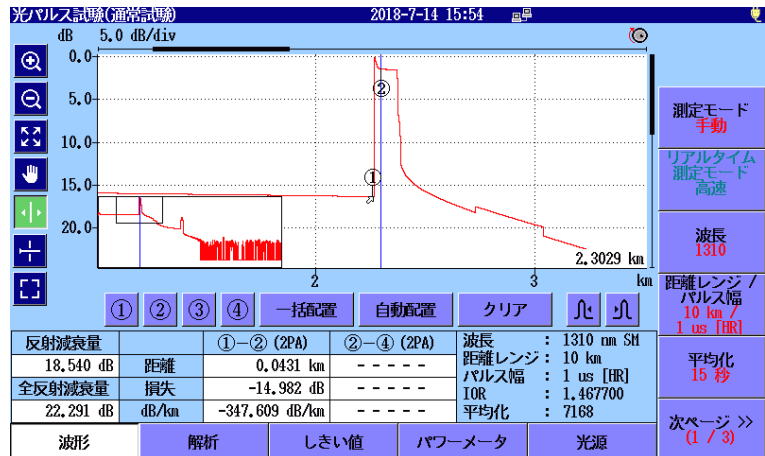 光パルス試験(通常試験) 2018-7-14 15:54
dB 5.0 dB/div
0.0
5.0
10.0
15.0
20.0
②
①
2.3029 km
2 3 km
① ② ③ ④ 一括配置 自動配置 クリア
反射減衰量 ①−② (2PA) ②−④ (2PA)
18.540 dB 距離 0.0431 km - - - - -
全反射減衰量 損失 -14.982 dB - - - - -
22.291 dB dB/km -347.609 dB/km - - - - -
波長 : 1310 nm SM
距離レンジ : 10 km
パルス幅 : 1 us [HR]
IOR : 1.467700
平均化 : 7168
波形 解析 しきい値 パワーメータ 光源
測定モード
手動
リアルタイム
測定モード
高速
波長
1310
距離レンジ /
パルス幅
10 km /
1 us [HR]
平均化
15 秒
次ページ >>
(1 / 3)